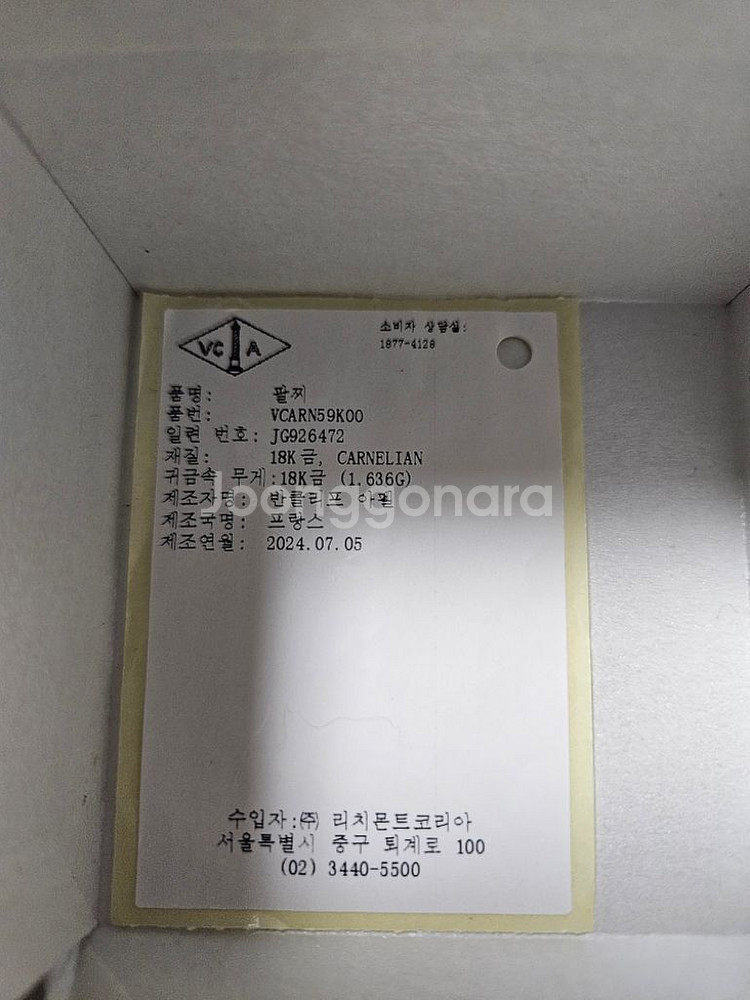 VC A
소비자 상담실:
1877-4128
품명: 팔찌
품번: VCARN59K00
일련 번호: JG926472
재질: 18K금, CARNELIAN
귀금속 무게:18K금 (1.636G)
제조자명: 반클리프 아펠
제조국명: 프랑스
제조연월: 2024.07.05
Joonggonara
수입자:㈜ 리치몬트코리아
서울특별시 중구 퇴계로 100
(02) 3440-5500